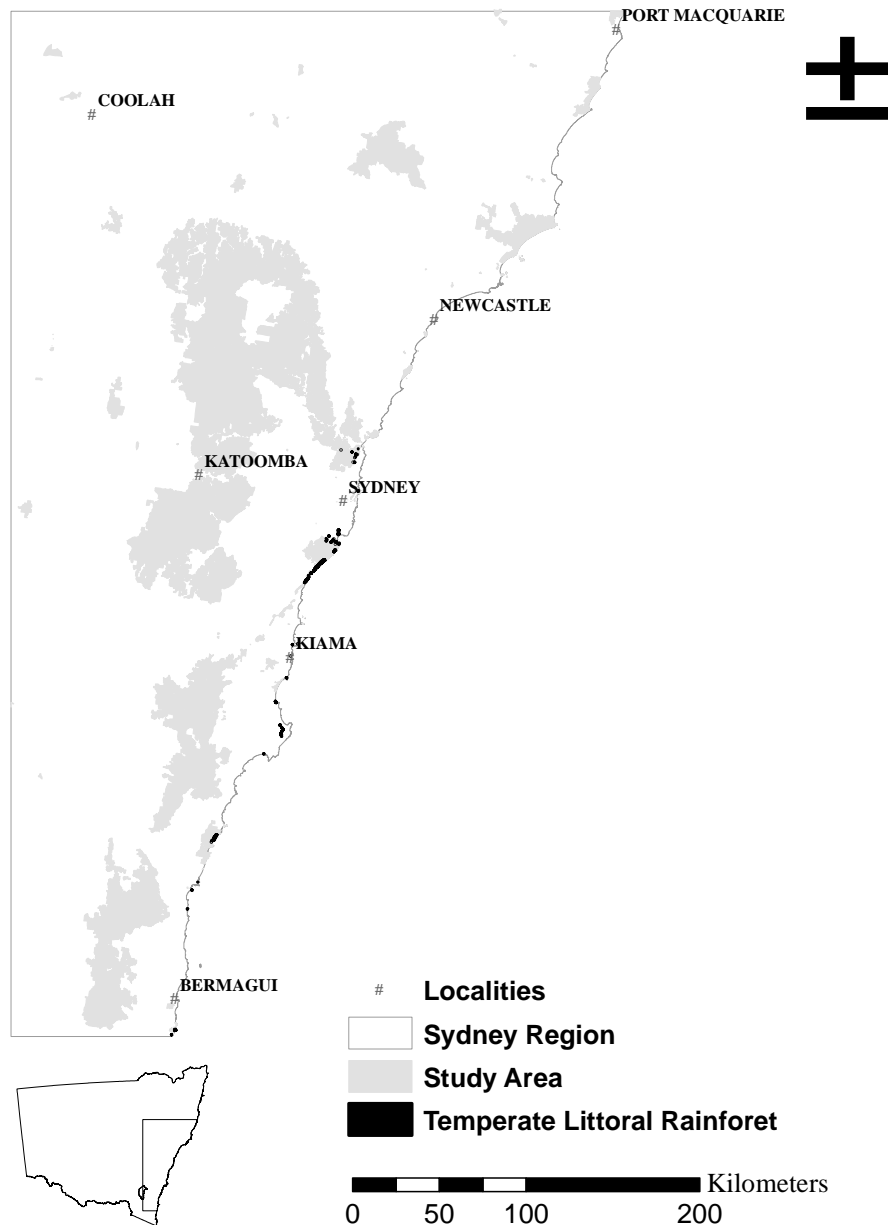 PORT MACQUARIE
#
COOLAH
#
NEWCASTLE
#
KATOOMBA
#
SYDNEY
#
KIAMA
#
BERMAGUI
#
# Localities
Sydney Region
Study Area
Temperate Littoral Rainforet
Kilometers
0 50 100 200